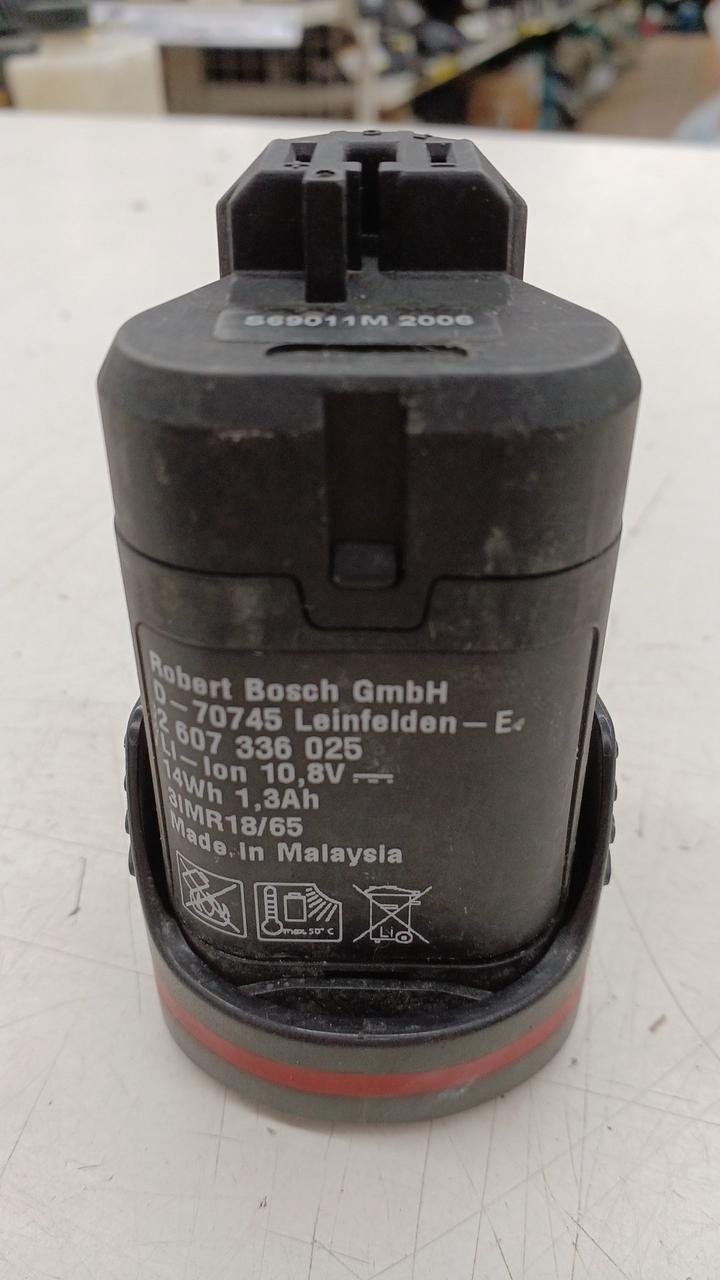 S69011M 2006
Robert Bosch GmbH
D-70745 Leinfelden-E.
2 607 336 025
Li-Ion 10,8V
14Wh 1,3Ah
3IMR18/65
Made in Malaysia
max 50°C
Li